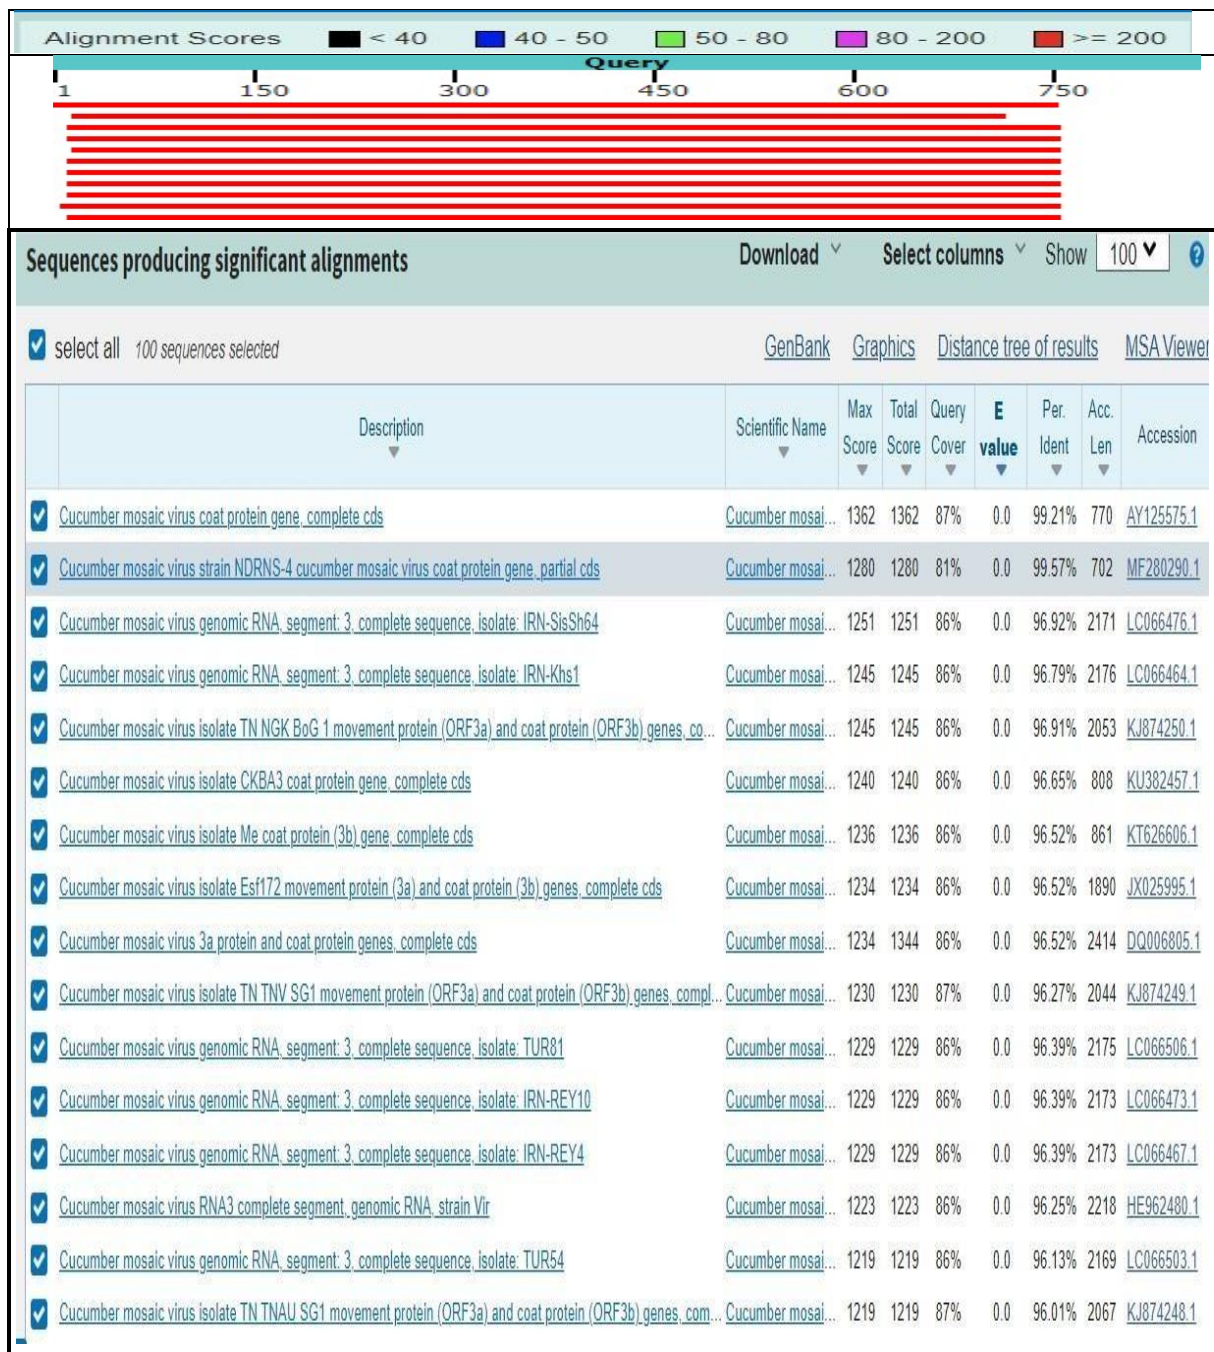 Alignment Scores < 40 40 - 50 50 - 80 80 - 200 >= 200
Query
1 150 300 450 600 750
Sequences producing significant alignments Download Select columns Show 100
select all 100 sequences selected GenBank Graphics Distance tree of results MSA Viewer
Description Scientific Name Max Score Total Score Query Cover E value Per. Ident Acc. Len Accession
Cucumber mosaic virus coat protein gene, complete cds Cucumber mosai... 1362 1362 87% 0.0 99.21% 770 AY125575.1
Cucumber mosaic virus strain NDRNS-4 cucumber mosaic virus coat protein gene, partial cds Cucumber mosai... 1280 1280 81% 0.0 99.57% 702 MF280290.1
Cucumber mosaic virus genomic RNA, segment: 3, complete sequence, isolate: IRN-SisSh64 Cucumber mosai... 1251 1251 86% 0.0 96.92% 2171 LC066476.1
Cucumber mosaic virus genomic RNA, segment: 3, complete sequence, isolate: IRN-Khs1 Cucumber mosai... 1245 1245 86% 0.0 96.79% 2176 LC066464.1
Cucumber mosaic virus isolate TN NGK BoG 1 movement protein (ORF3a) and coat protein (ORF3b) genes, co... Cucumber mosai... 1245 1245 86% 0.0 96.91% 2053 KJ874250.1
Cucumber mosaic virus isolate CKBA3 coat protein gene, complete cds Cucumber mosai... 1240 1240 86% 0.0 96.65% 808 KU382457.1
Cucumber mosaic virus isolate Me coat protein (3b) gene, complete cds Cucumber mosai... 1236 1236 86% 0.0 96.52% 861 KT626606.1
Cucumber mosaic virus isolate Esf172 movement protein (3a) and coat protein (3b) genes, complete cds Cucumber mosai... 1234 1234 86% 0.0 96.52% 1890 JX025995.1
Cucumber mosaic virus 3a protein and coat protein genes, complete cds Cucumber mosai... 1234 1344 86% 0.0 96.52% 2414 DQ006805.1
Cucumber mosaic virus isolate TN TNV SG1 movement protein (ORF3a) and coat protein (ORF3b) genes, compl... Cucumber mosai... 1230 1230 87% 0.0 96.27% 2044 KJ874249.1
Cucumber mosaic virus genomic RNA, segment: 3, complete sequence, isolate: TUR81 Cucumber mosai... 1229 1229 86% 0.0 96.39% 2175 LC066506.1
Cucumber mosaic virus genomic RNA, segment: 3, complete sequence, isolate: IRN-REY10 Cucumber mosai... 1229 1229 86% 0.0 96.39% 2173 LC066473.1
Cucumber mosaic virus genomic RNA, segment: 3, complete sequence, isolate: IRN-REY4 Cucumber mosai... 1229 1229 86% 0.0 96.39% 2173 LC066467.1
Cucumber mosaic virus RNA3 complete segment, genomic RNA, strain Vir Cucumber mosai... 1223 1223 86% 0.0 96.25% 2218 HE962480.1
Cucumber mosaic virus genomic RNA, segment: 3, complete sequence, isolate: TUR54 Cucumber mosai... 1219 1219 86% 0.0 96.13% 2169 LC066503.1
Cucumber mosaic virus isolate TN TNAU SG1 movement protein (ORF3a) and coat protein (ORF3b) genes, com... Cucumber mosai... 1219 1219 87% 0.0 96.01% 2067 KJ874248.1